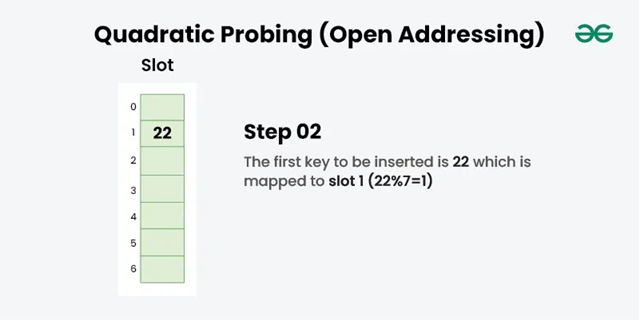 Quadratic Probing (Open Addressing)
Slot
0
1 22
2
3
4
5
6
Step 02
The first key to be inserted is 22 which is
mapped to slot 1 (22%7=1)